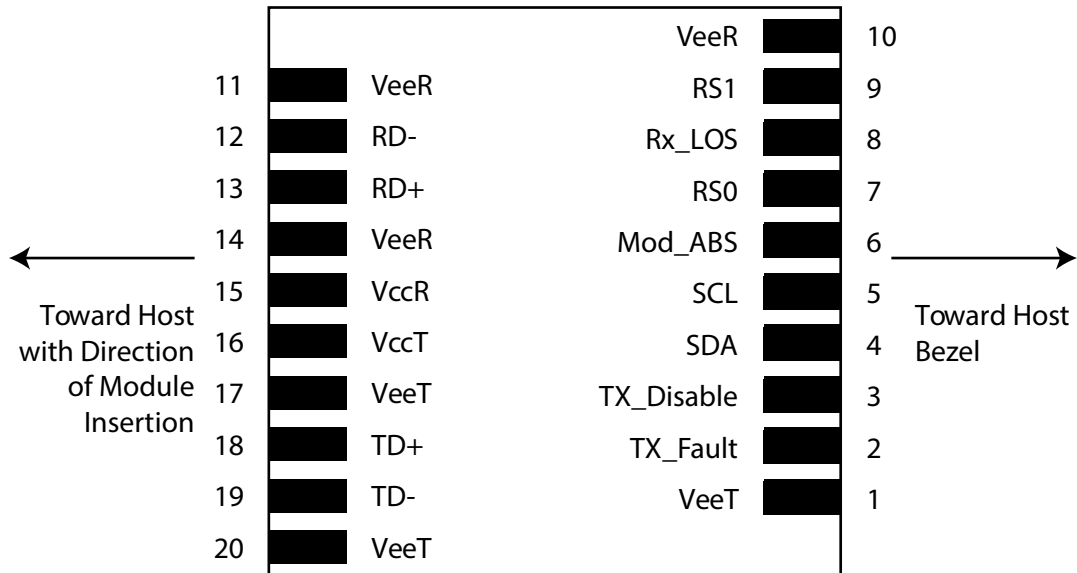 VeeR 10
11 VeeR
RS1 9
12 RD-
Rx_LOS 8
13 RD+
RS0 7
14 VeeR
Mod_ABS 6
15 VccR
SCL 5
16 VccT
SDA 4
17 VeeT
TX_Disable 3
18 TD+
TX_Fault 2
19 TD-
VeeT 1
20 VeeT
Toward Host
with Direction
of Module
Insertion
Toward Host
Bezel